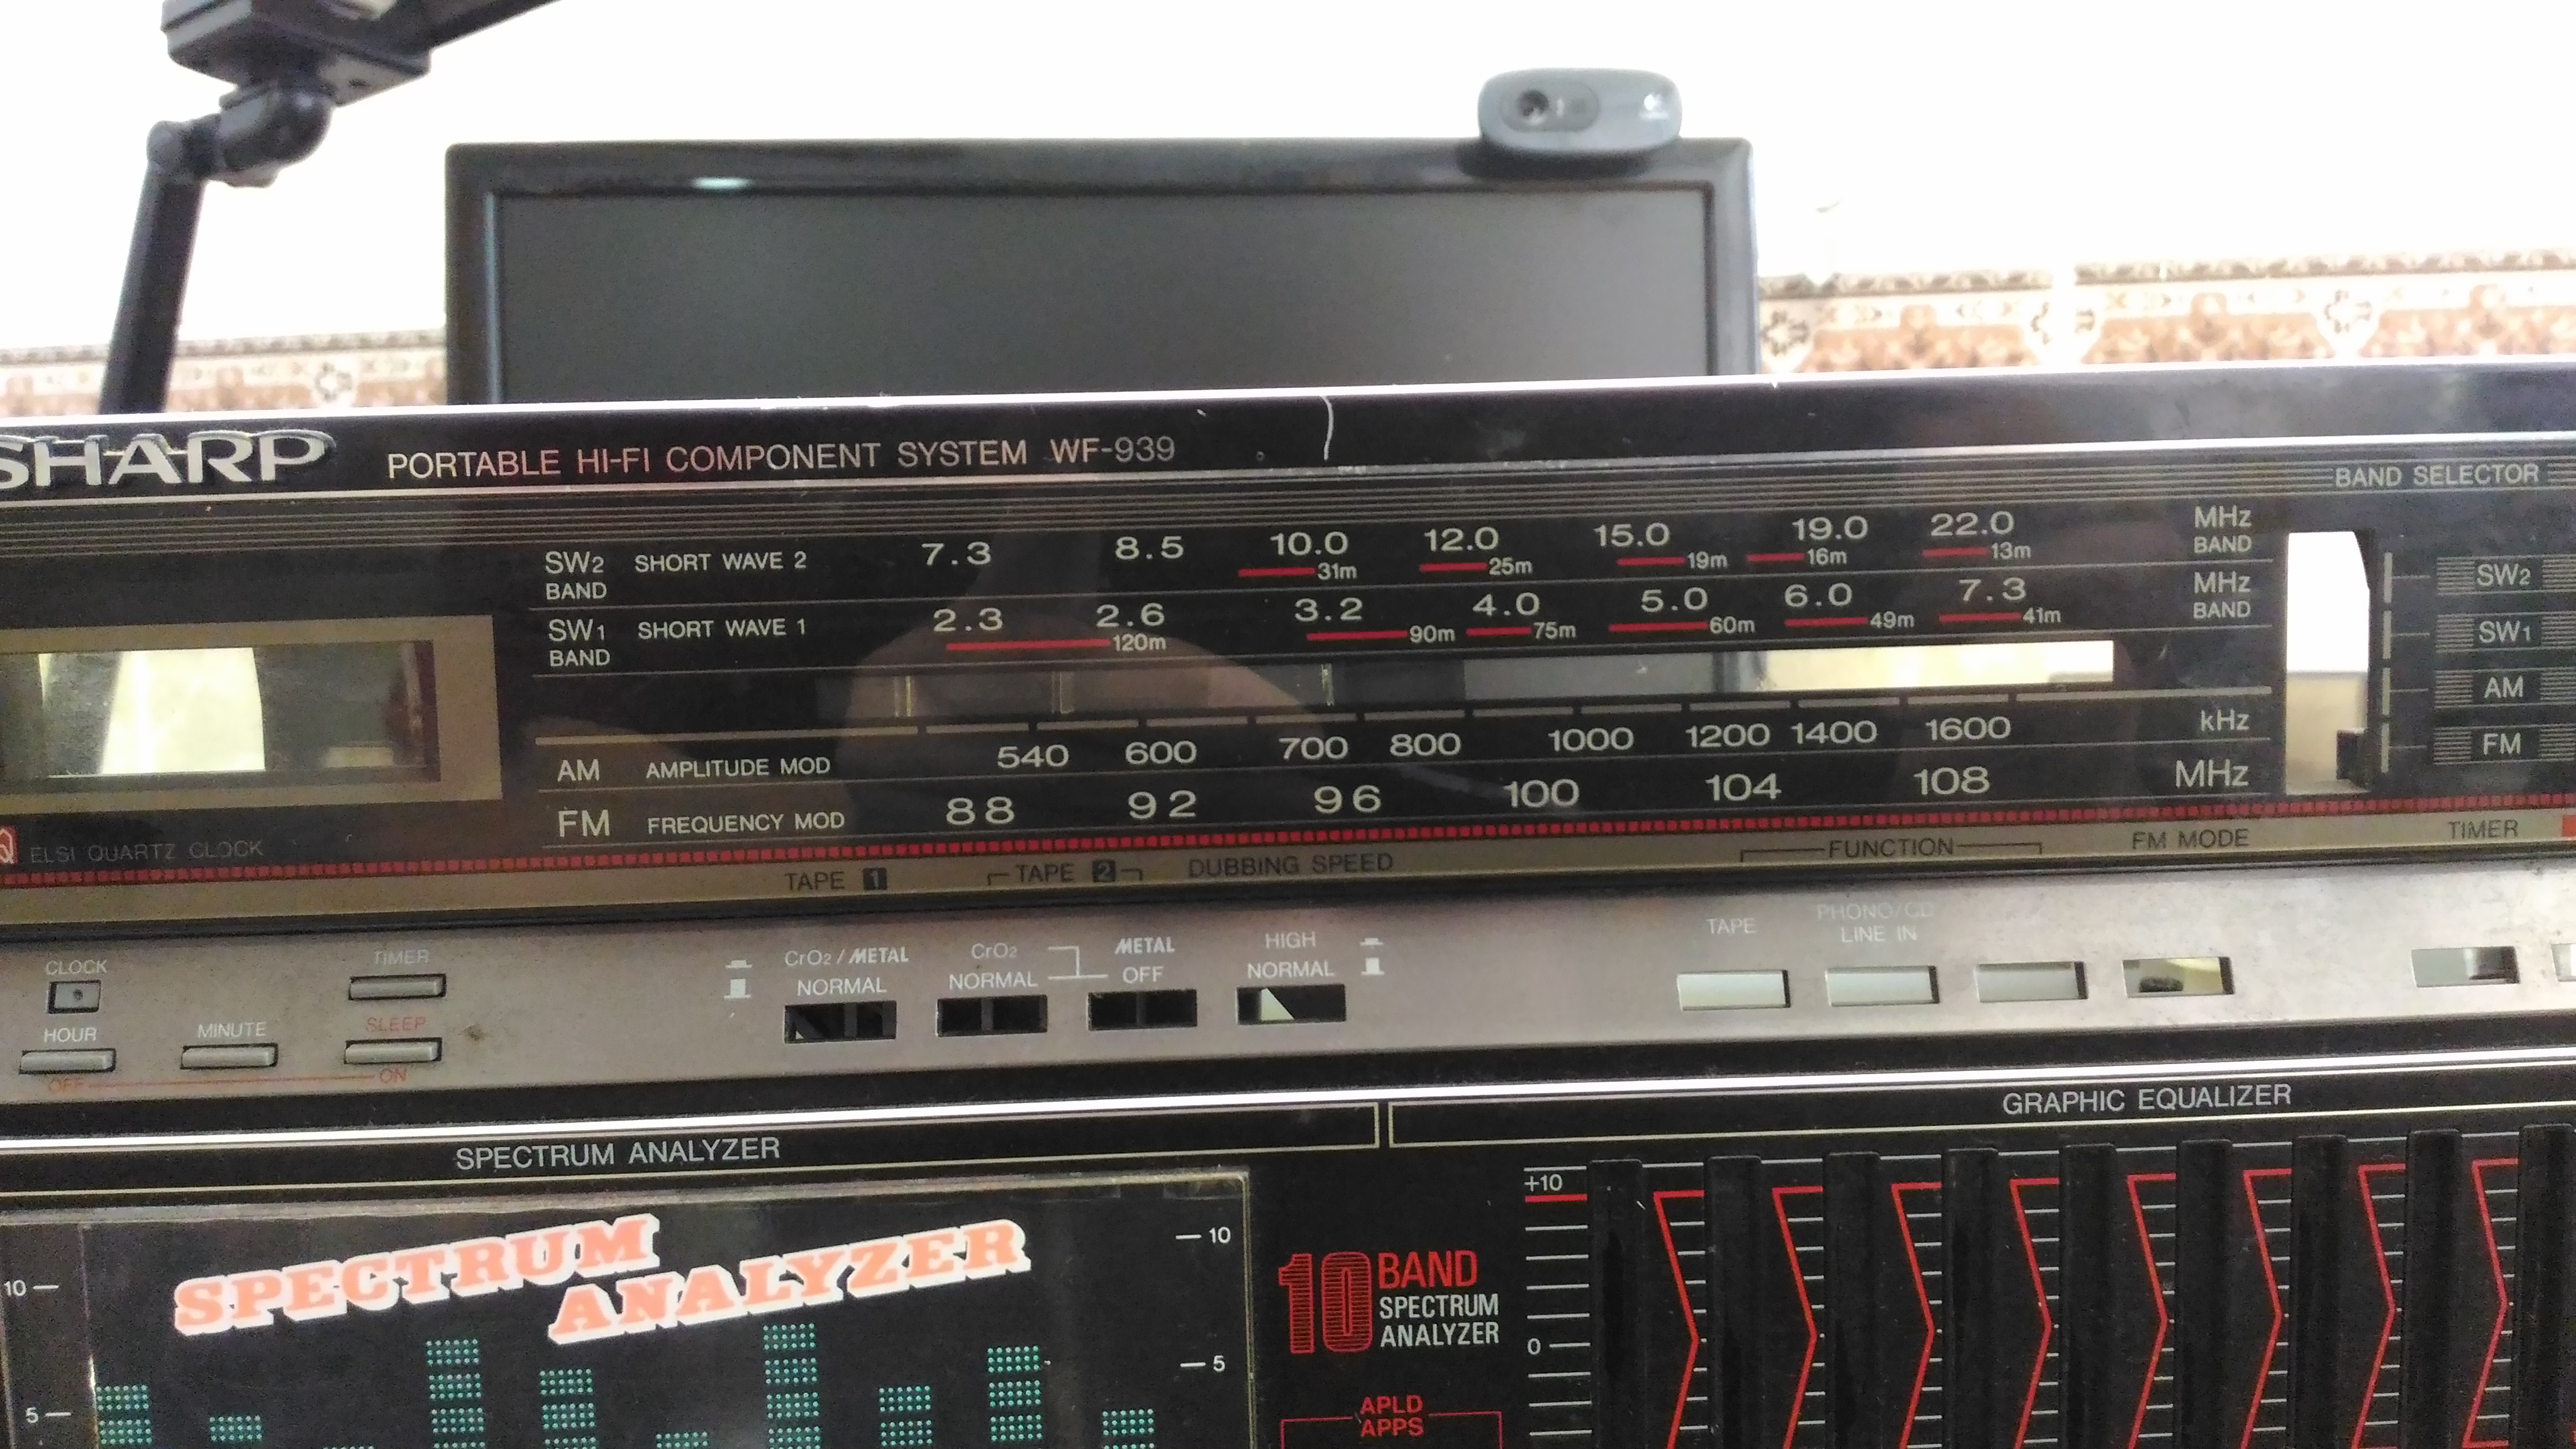 SHARP PORTABLE HI-FI COMPONENT SYSTEM WF-939
BAND SELECTOR
SW2 BAND SHORT WAVE 2 7.3 8.5 10.0 12.0 15.0 19.0 22.0 MHz BAND
31m 25m 19m 16m 13m
SW1 BAND SHORT WAVE 1 2.3 2.6 3.2 4.0 5.0 6.0 7.3 MHz BAND
120m 90m 75m 60m 49m 41m
AM AMPLITUDE MOD 540 600 700 800 1000 1200 1400 1600 kHz
FM FREQUENCY MOD 88 92 96 100 104 108 MHz
SW2
SW1
AM
FM
ELSI QUARTZ CLOCK
TAPE 1 TAPE 2 DUBBING SPEED FUNCTION FM MODE TIMER
CLOCK TIMER
HOUR MINUTE SLEEP
OFF ON
CrO2/METAL CrO2 METAL HIGH
NORMAL NORMAL OFF NORMAL
TAPE PHONO/CD
LINE IN
SPECTRUM ANALYZER
GRAPHIC EQUALIZER
SPECTRUM
ANALYZER
10 10
5 5
10 BAND
SPECTRUM
ANALYZER
APLD
APPS
+10
0